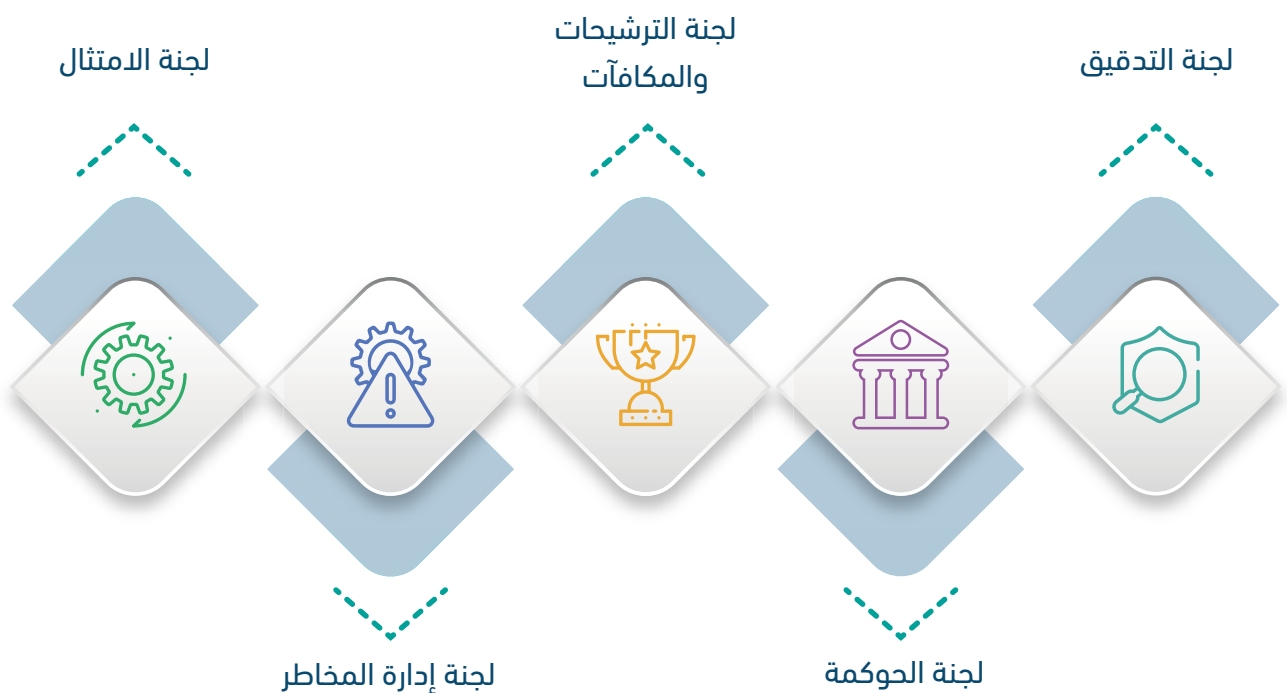 لجنة التدقيق
لجنة الترشيحات
والمكافآت
لجنة الامتثال
لجنة الحوكمة
لجنة إدارة المخاطر